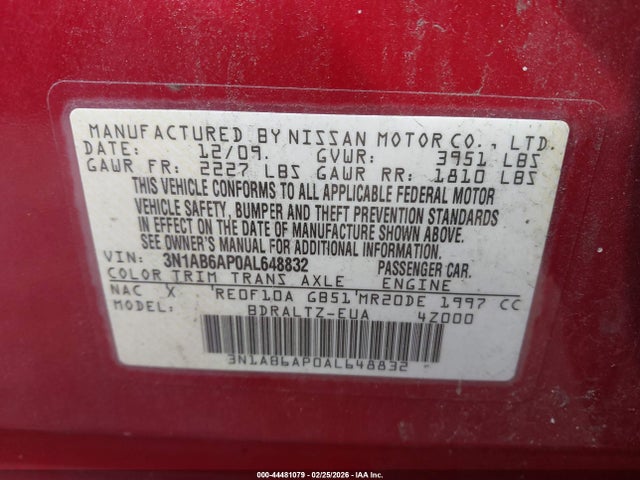 MANUFACTURED BY NISSAN MOTOR CO., LTD.
DATE: 12/09. GVWR: 3951 LBS
GAWR FR: 2227 LBS GAWR RR: 1810 LBS
THIS VEHICLE CONFORMS TO ALL APPLICABLE FEDERAL MOTOR
VEHICLE SAFETY, BUMPER AND THEFT PREVENTION STANDARDS
IN EFFECT ON THE DATE OF MANUFACTURE SHOWN ABOVE.
SEE OWNER'S MANUAL FOR ADDITIONAL INFORMATION.
VIN: 3N1AB6AP0AL648832 PASSENGER CAR.
COLOR TRIM TRANS AXLE ENGINE
NAC X RE0F10A GB51 MR20DE 1997 CC
MODEL: BDRALTZ-EUA 4Z000
3N1AB6AP0AL648832
000-44481079 - 02/25/2026 - IAA Inc.